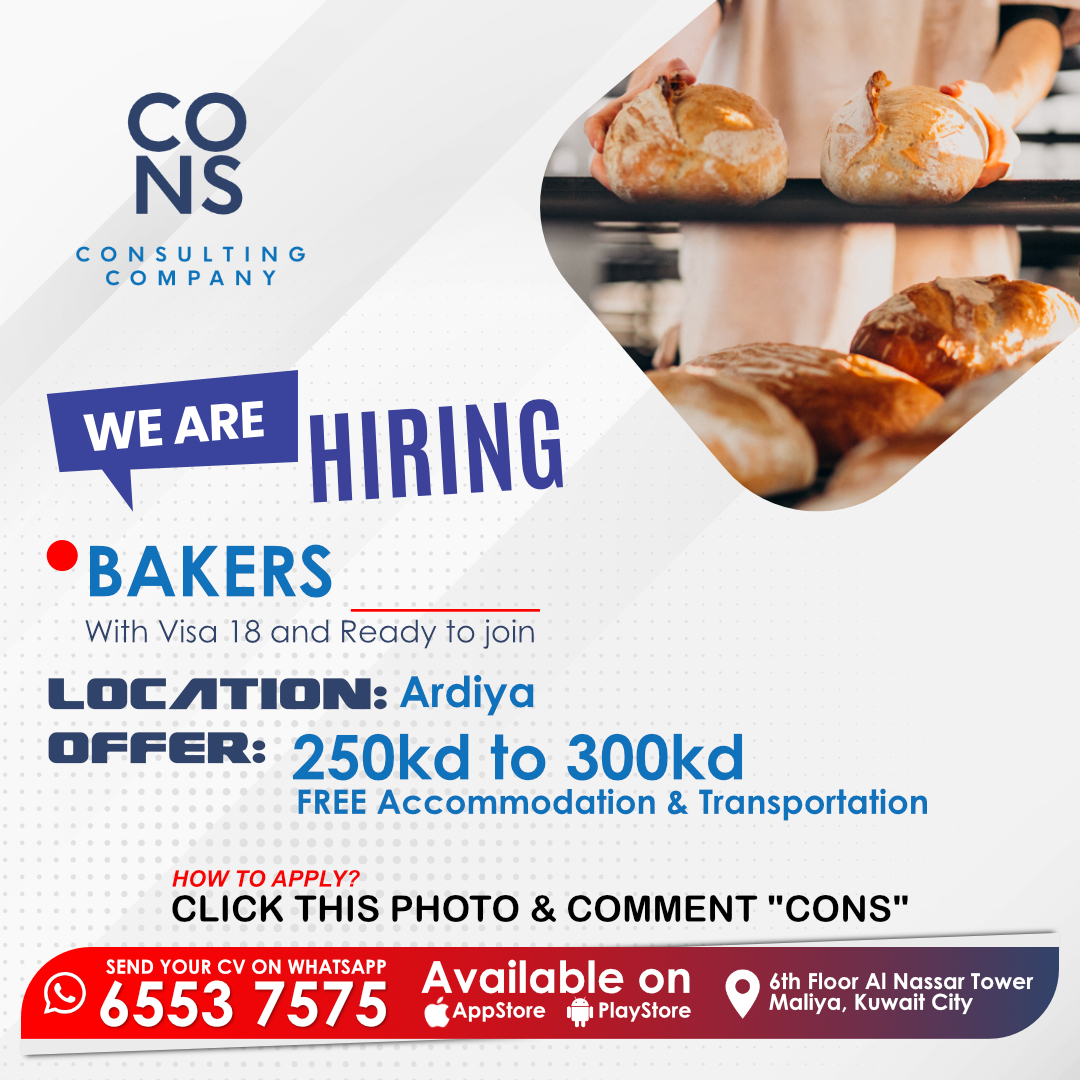 CO
NS
CONSULTING
COMPANY
WE ARE
HIRING
BAKERS
With Visa 18 and Ready to join
LOCATION: Ardiya
OFFER: 250kd to 300kd
FREE Accommodation & Transportation
HOW TO APPLY?
CLICK THIS PHOTO & COMMENT "CONS"
SEND YOUR CV ON WHATSAPP
6553 7575
Available on
AppStore PlayStore
6th Floor Al Nassar Tower
Maliya, Kuwait City